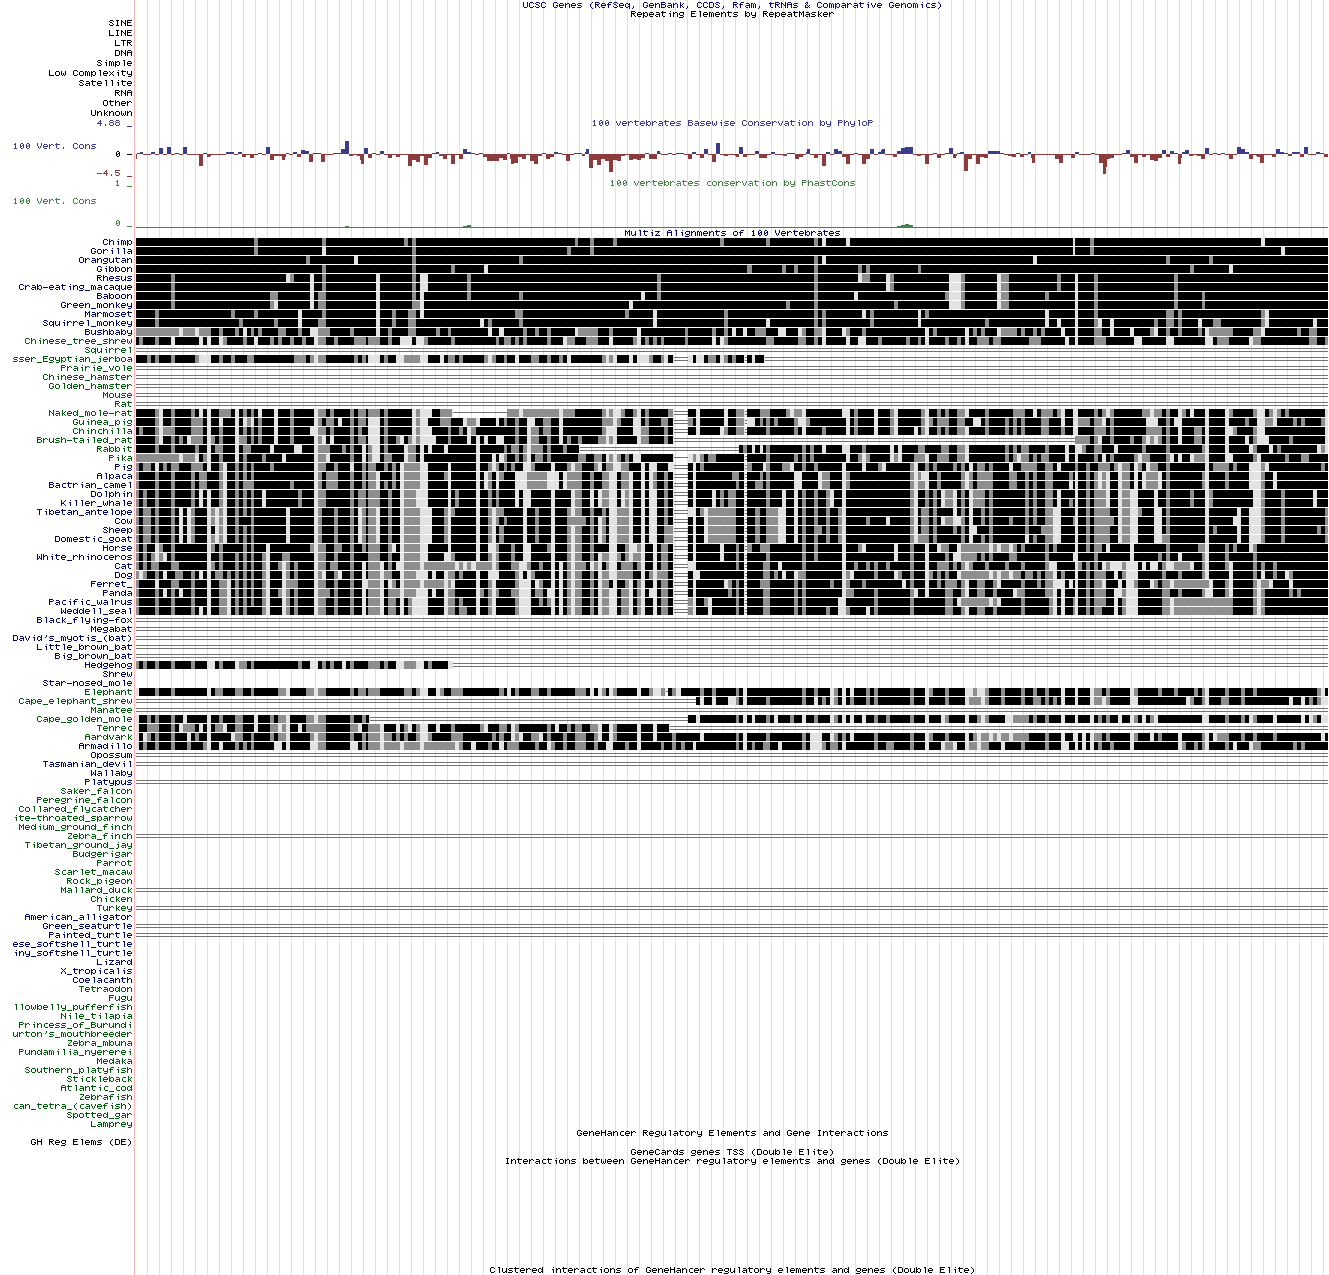 UCSC Genes (RefSeq, GenBank, CCDS, Rfam, tRNAs & Comparative Genomics)
Repeating Elements by RepeatMasker
SINE
LINE
LTR
DNA
Simple
Low Complexity
Satellite
RNA
Other
Unknown
4.88 _
100 vertebrates Basewise Conservation by PhyloP
100 Vert. Cons
0 _
-4.5 _
100 vertebrates conservation by PhastCons
1 _
100 Vert. Cons
0 _
Multiz Alignments of 100 Vertebrates
Chimp
Gorilla
Orangutan
Gibbon
Rhesus
Crab-eating_macaque
Baboon
Green_monkey
Marmoset
Squirrel_monkey
Bushbaby
Chinese_tree_shrew
Squirrel
sser_Egyptian_jerboa
Prairie_vole
Chinese_hamster
Golden_hamster
Mouse
Rat
Naked_mole-rat
Guinea_pig
Chinchilla
Brush-tailed_rat
Rabbit
Pika
Pig
Alpaca
Bactrian_camel
Dolphin
Killer_whale
Tibetan_antelope
Cow
Sheep
Domestic_goat
Horse
White_rhinoceros
Cat
Dog
Ferret_
Panda
Pacific_walrus
Weddell_seal
Black_flying-fox
Megabat
David's_myotis_(bat)
Little_brown_bat
Big_brown_bat
Hedgehog
Shrew
Star-nosed_mole
Elephant
Cape_elephant_shrew
Manatee
Cape_golden_mole
Tenrec
Aardvark
Armadillo
Opossum
Tasmanian_devil
Wallaby
Platypus
Saker_falcon
Peregrine_falcon
Collared_flycatcher
ite-throated_sparrow
Medium_ground_finch
Zebra_finch
Tibetan_ground_jay
Budgerigar
Parrot
Scarlet_macaw
Rock_pigeon
Mallard_duck
Chicken
Turkey
American_alligator
Green_seaturtle
Painted_turtle
ese_softshell_turtle
iny_softshell_turtle
Lizard
X_tropicalis
Coelacanth
Tetraodon
Fugu
llowbelly_pufferfish
Nile_tilapia
Princess_of_Burundi
urton's_mouthbreeder
Zebra_mbuna
Pundamilia_nyererei
Medaka
Southern_platyfish
Stickleback
Atlantic_cod
Zebrafish
can_tetra_(cavefish)
Spotted_gar
Lamprey
GeneHancer Regulatory Elements and Gene Interactions
GH Reg Elems (DE)
GeneCards genes TSS (Double Elite)
Interactions between GeneHancer regulatory elements and genes (Double Elite)
Clustered interactions of GeneHancer regulatory elements and genes (Double Elite)